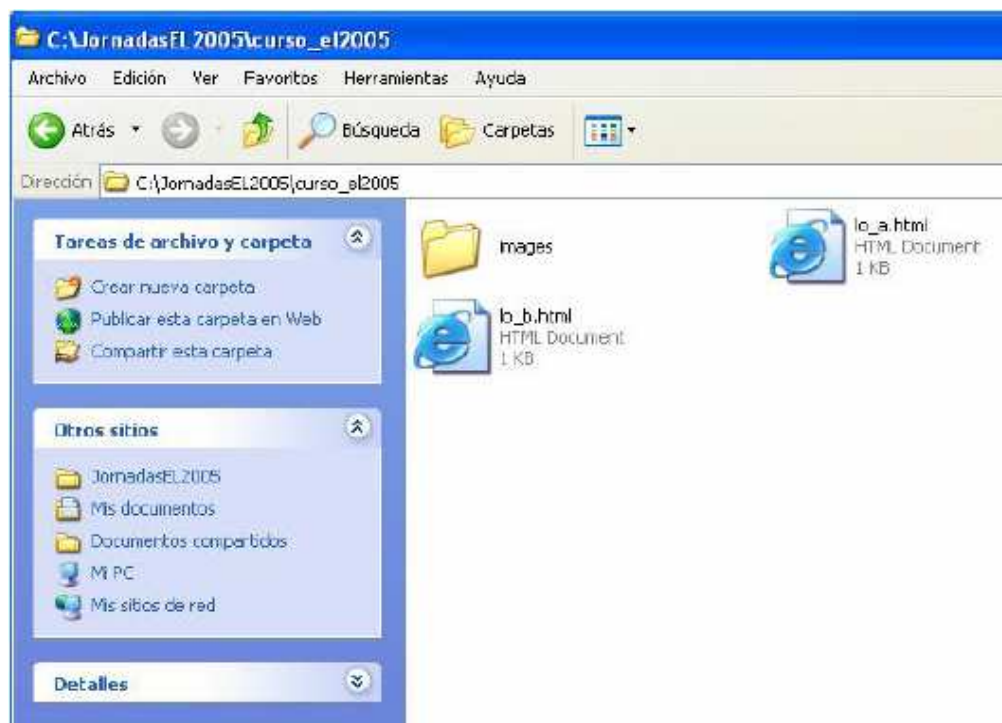 C:\JornadasEL2005\curso_el2005
Archivo Edición Ver Favoritos Herramientas Ayuda
Atrás Búsqueda Carpetas
Dirección C:\JornadasEL2005\curso_el2005
Tareas de archivo y carpeta
Crear nueva carpeta
Publicar esta carpeta en Web
Compartir esta carpeta
Otros sitios
JornadasEL2005
Mis documentos
Documentos compartidos
Mi PC
Mis sitios de red
Detalles
images
lo_a.html
HTML Document
1 KB
lo_b.html
HTML Document
1 KB